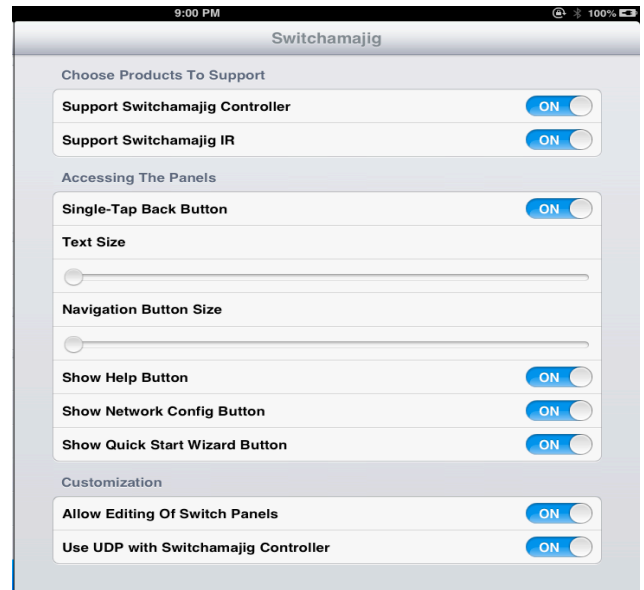 9:00 PM 100%
Switchamajig
Choose Products To Support
Support Switchamajig Controller ON
Support Switchamajig IR ON
Accessing The Panels
Single-Tap Back Button ON
Text Size
Navigation Button Size
Show Help Button ON
Show Network Config Button ON
Show Quick Start Wizard Button ON
Customization
Allow Editing Of Switch Panels ON
Use UDP with Switchamajig Controller ON